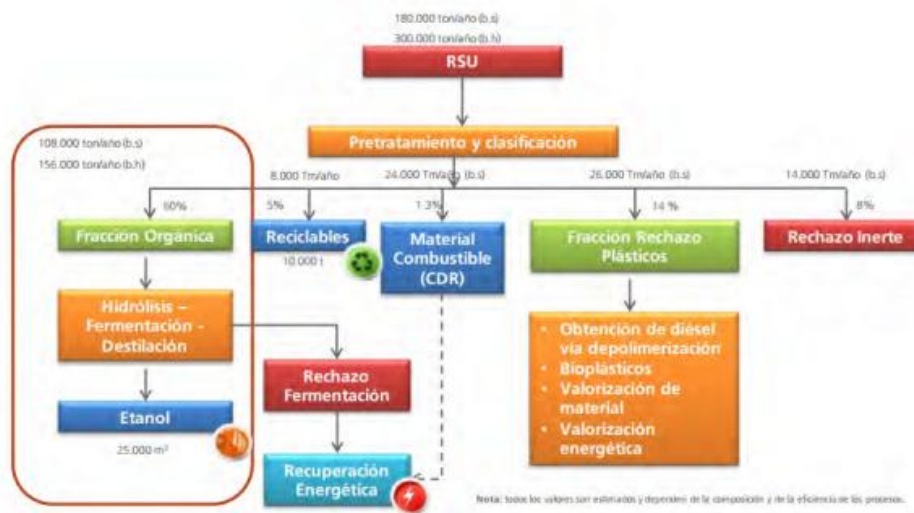 180.000 ton/año (b.s)
300.000 ton/año (b.h)
RSU
Pretratamiento y clasificación
108.000 ton/año (b.s)
156.000 ton/año (b.h)
8.000 Tm/año
24.000 Tm/año (b.s)
26.000 Tm/año (b.s)
14.000 Tm/año (b.s)
60%
5%
1.3%
14 %
8%
Fracción Orgánica
Reciclables
10.000 t
Material
Combustible
(CDR)
Fracción Rechazo
Plásticos
Rechazo Inerte
Hidrólisis –
Fermentación -
Destilación
Rechazo
Fermentación
Etanol
25.000 m³
Recuperación
Energética
• Obtención de diésel
vía depolimerización
• Bioplásticos
• Valorización de
material
• Valorización
energética
Nota: todos los valores son estimados y dependen de la composición y de la eficiencia de los procesos.